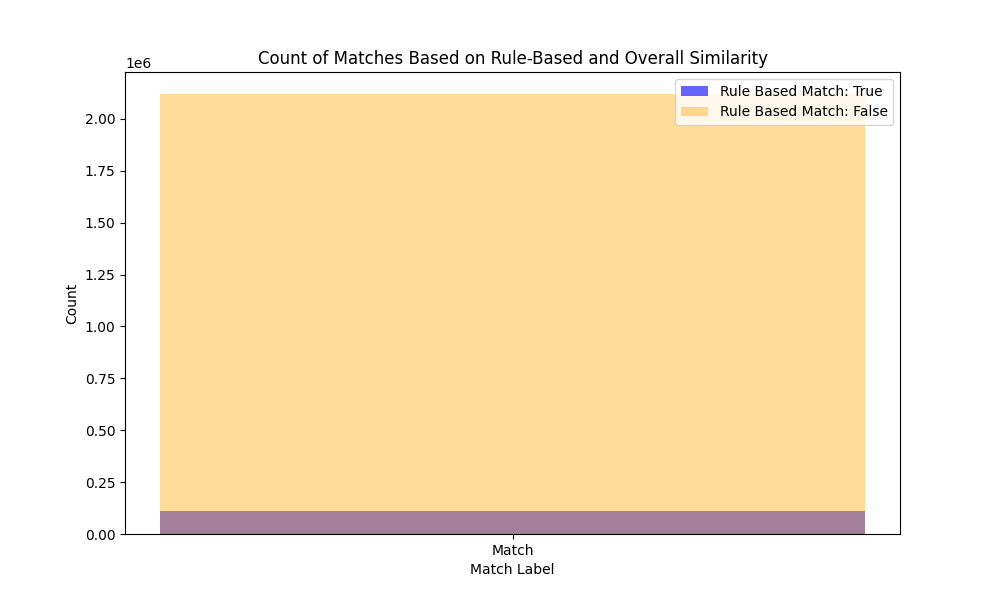 Count of Matches Based on Rule-Based and Overall Similarity
1e6
Rule Based Match: True
Rule Based Match: False
2.00
1.75
1.50
1.25
1.00
0.75
0.50
0.25
0.00
Count
Match
Match Label